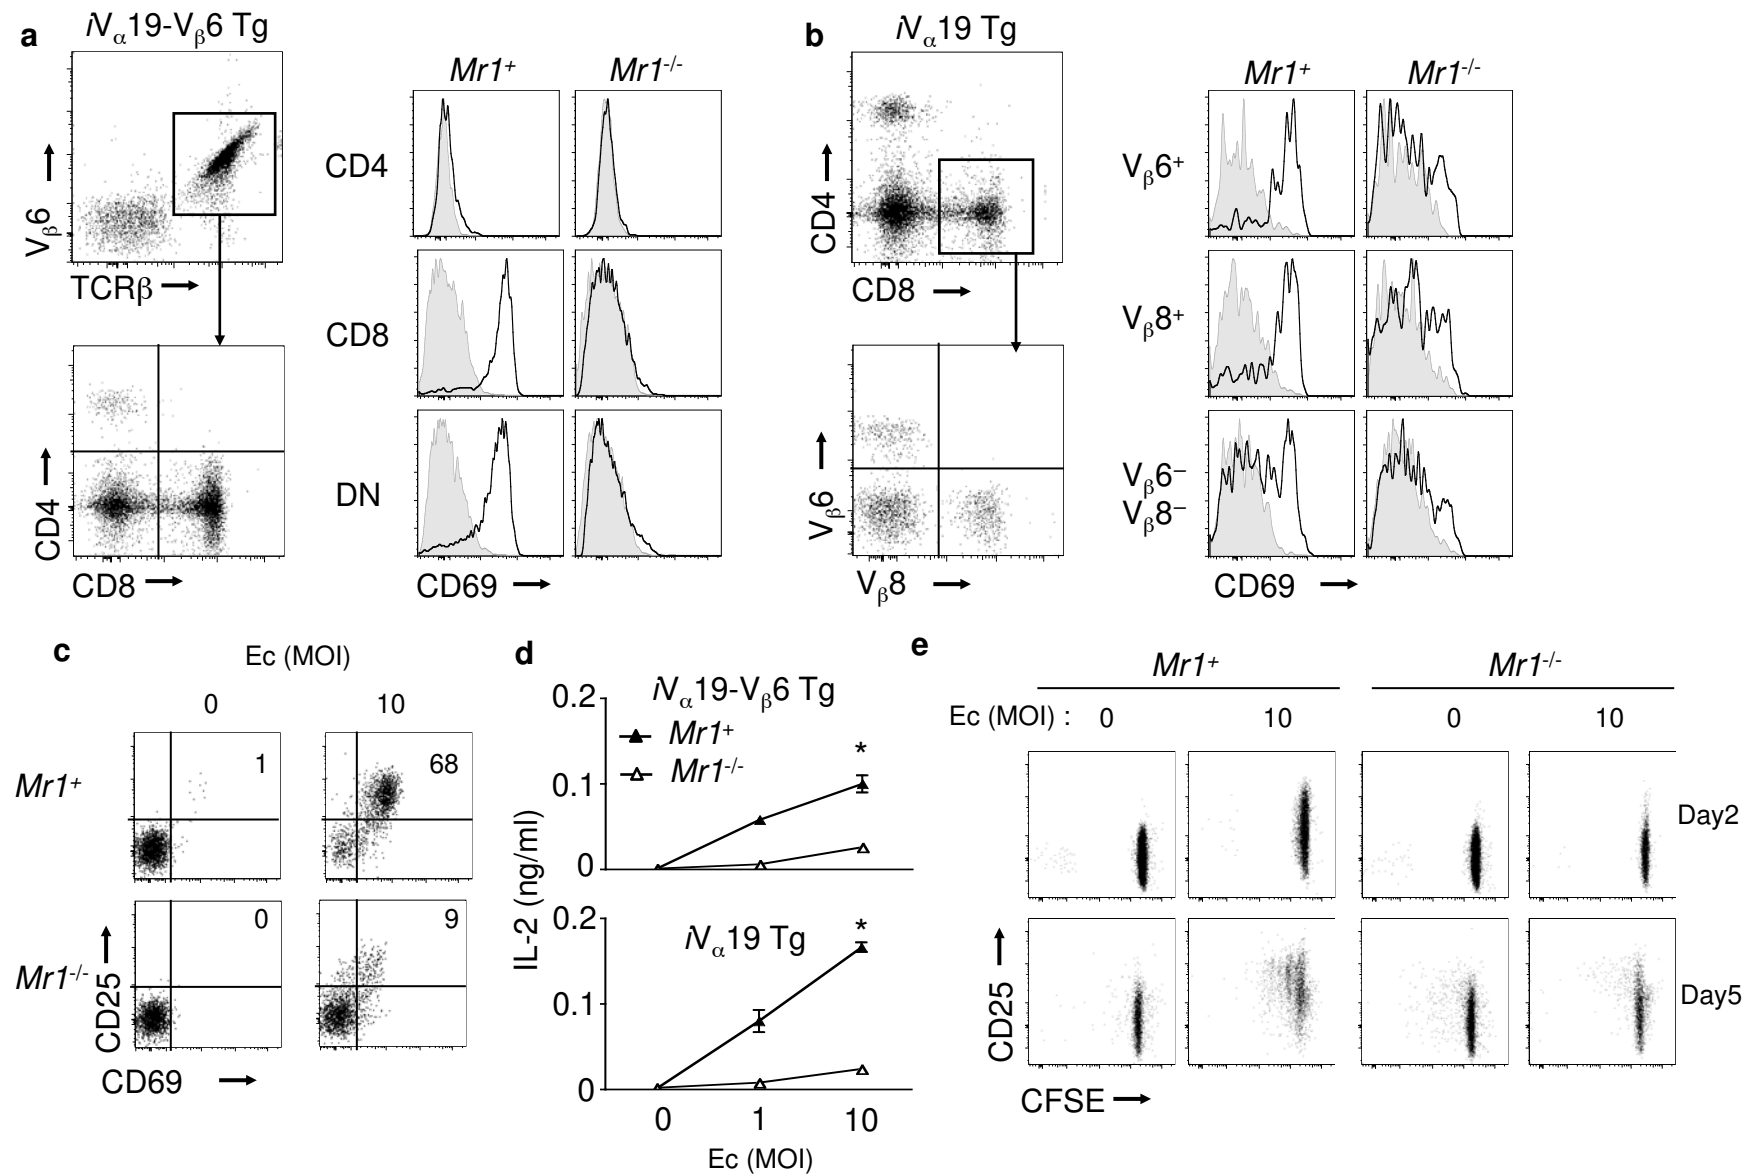 a
iVα19-Vβ6 Tg
Vβ6
TCRβ
CD4
CD8
Mr1+
Mr1-/-
CD4
CD8
DN
CD69
b
iVα19 Tg
CD4
CD8
Vβ6
Vβ8
Mr1+
Mr1-/-
Vβ6+
Vβ8+
Vβ6–
Vβ8–
CD69
c
Ec (MOI)
0
10
Mr1+
1
68
Mr1-/-
0
9
CD25
CD69
d
iVα19-Vβ6 Tg
Mr1+
Mr1-/-
0.2
0.1
0
*
IL-2 (ng/ml)
iVα19 Tg
0.2
0.1
0
*
0
1
10
Ec (MOI)
e
Mr1+
Mr1-/-
Ec (MOI) :
0
10
0
10
Day2
Day5
CD25
CFSE